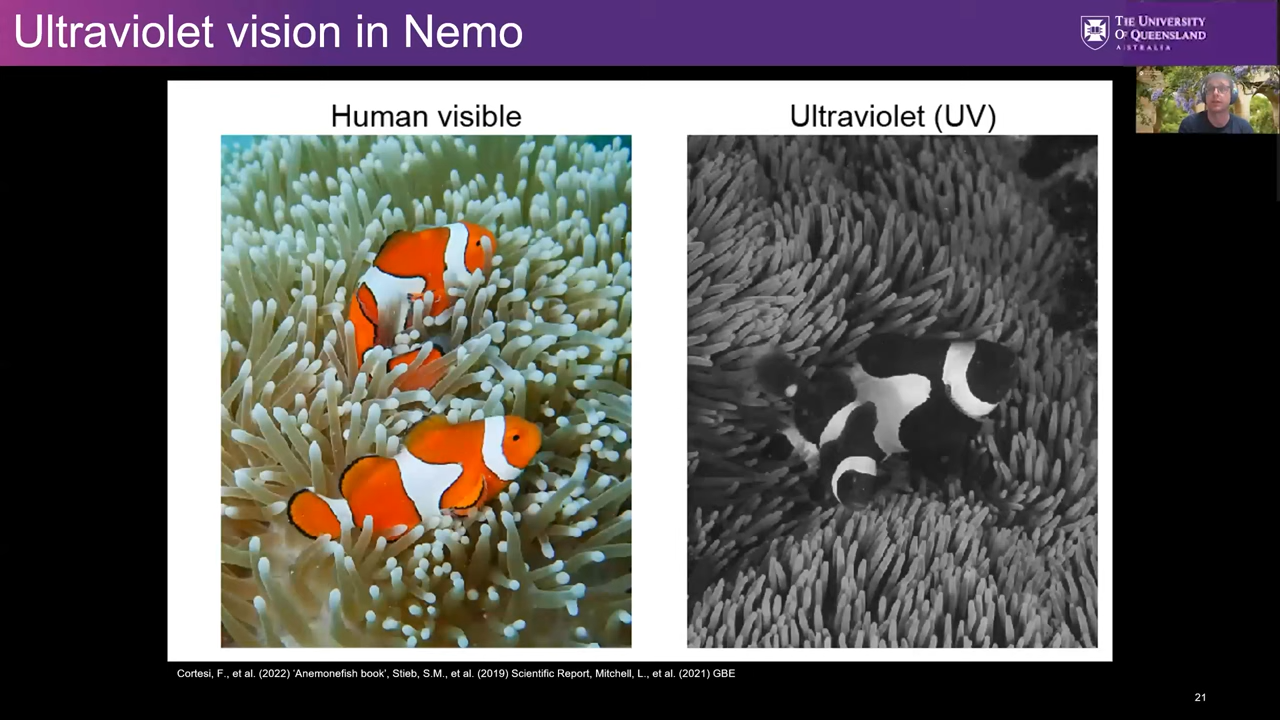 Ultraviolet vision in Nemo
THE UNIVERSITY
OF QUEENSLAND
AUSTRALIA
Human visible
Ultraviolet (UV)
Cortesi, F., et al. (2022) 'Anemonefish book', Stieb, S.M., et al. (2019) Scientific Report, Mitchell, L., et al. (2021) GBE
21